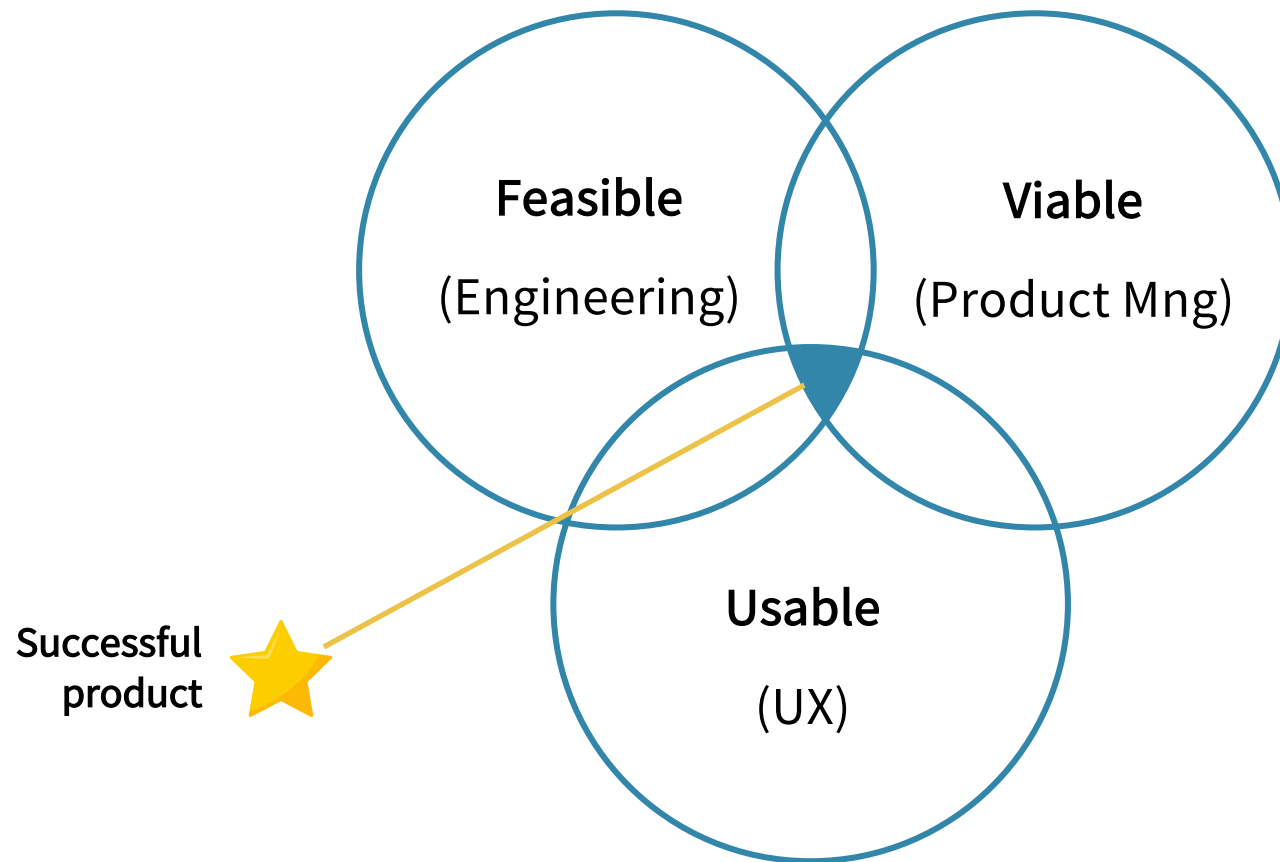 Feasible
(Engineering)
Viable
(Product Mng)
Usable
(UX)
Successful
product